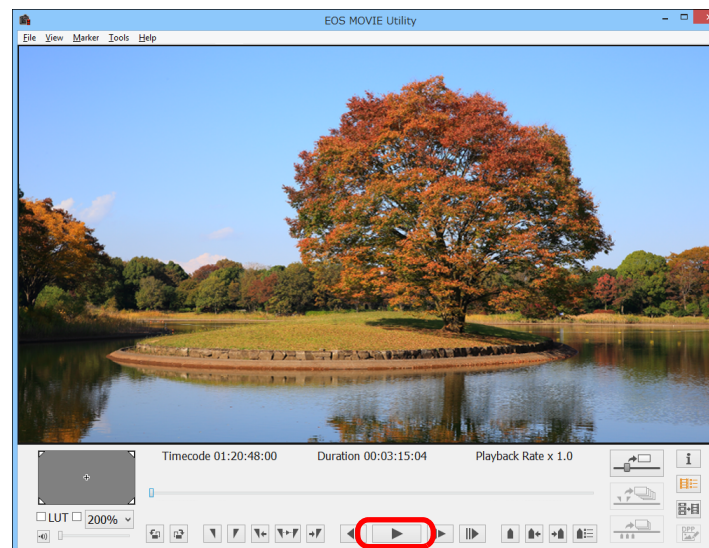 EOS MOVIE Utility
File View Marker Tools Help
Timecode 01:20:48:00 Duration 00:03:15:04 Playback Rate x 1.0
LUT 200%
i
DPP